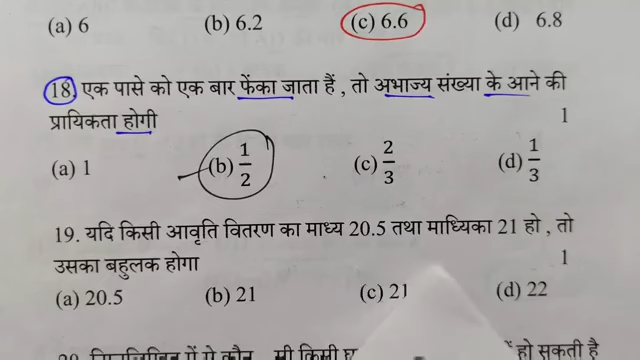 (a) 6 (b) 6.2 (c) 6.6 (d) 6.8
18. एक पासे को एक बार फेंका जाता हैं , तो अभाज्य संख्या के आने की
प्रायिकता होगी 1
(a) 1 (b) 1/2 (c) 2/3 (d) 1/3
19. यदि किसी आवृति वितरण का माध्य 20.5 तथा माध्यिका 21 हो , तो
उसका बहुलक होगा 1
(a) 20.5 (b) 21 (c) 21 (d) 22
हो सकती है